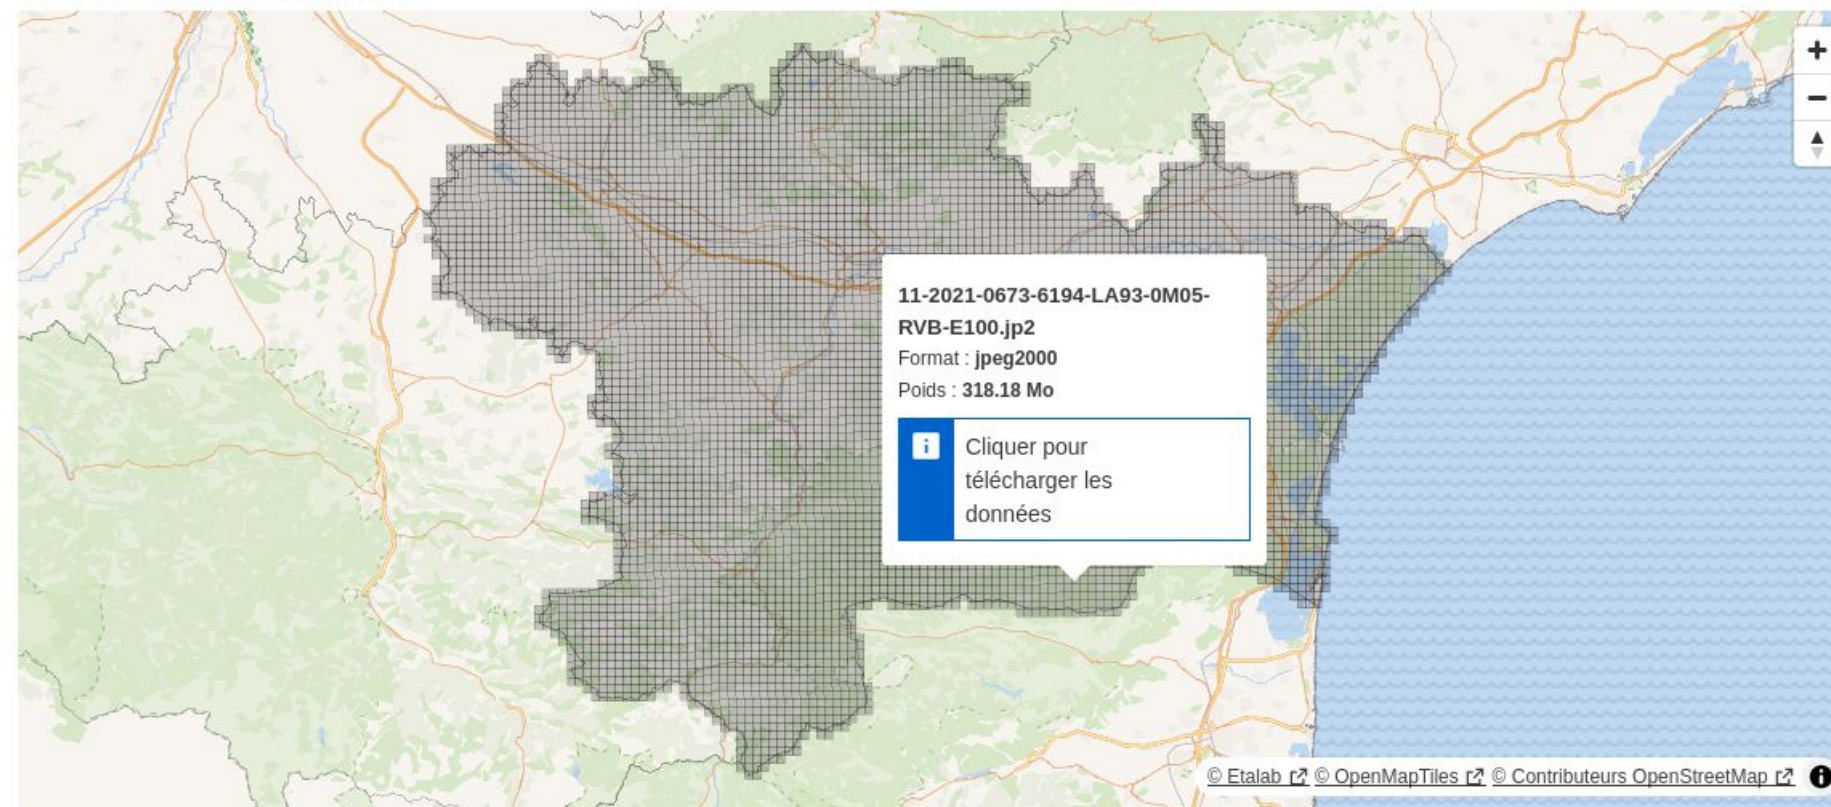 11-2021-0673-6194-LA93-0M05-
RVB-E100.jp2
Format : jpeg2000
Poids : 318.18 Mo
Cliquer pour
télécharger les
données
© Etalab © OpenMapTiles © Contributeurs OpenStreetMap